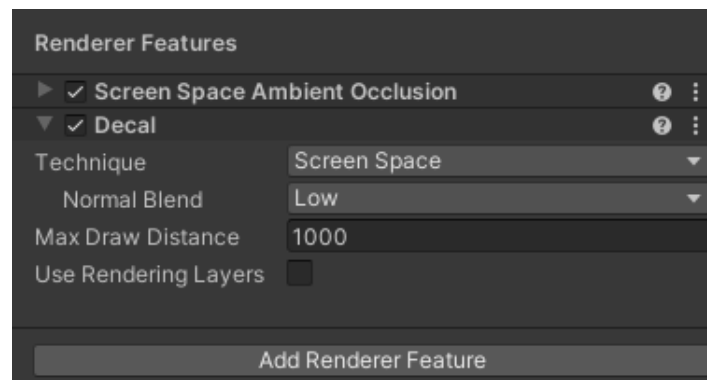 Renderer Features
Screen Space Ambient Occlusion
Decal
Technique Screen Space
Normal Blend Low
Max Draw Distance 1000
Use Rendering Layers
Add Renderer Feature